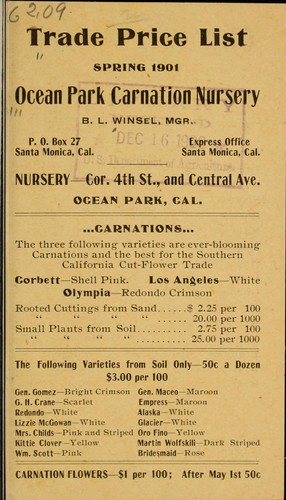 62.09.
Trade Price List
SPRING 1901
Ocean Park Carnation Nursery
B. L. WINSEL, MGR.
DEC 16
P. O. Box 27 Express Office
Santa Monica, Cal. Santa Monica, Cal.
U.S. Department of Agriculture
NURSERY—Cor. 4th St., and Central Ave.
OCEAN PARK, CAL.
...CARNATIONS...
The three following varieties are ever-blooming
Carnations and the best for the Southern
California Cut-Flower Trade
Corbett—Shell Pink. Los Angeles—White
Olympia—Redondo Crimson
Rooted Cuttings from Sand......$ 2.25 per 100
" " " " ...... 20.00 per 1000
Small Plants from Soil.......... 2.75 per 100
" " " " .......... 25.00 per 1000
The Following Varieties from Soil Only—50c a Dozen
$3.00 per 100
Gen. Gomez—Bright Crimson Gen. Maceo—Maroon
G. H. Crane—Scarlet Empress—Maroon
Redondo—White Alaska—White
Lizzie McGowan—White Glacier—White
Mrs. Childs—Pink and Striped Oro Fino—Yellow
Kittie Clover—Yellow Martin Wolfskill—Dark Striped
Wm. Scott—Pink Bridesmaid—Rose
CARNATION FLOWERS—$1 per 100; After May 1st 50c